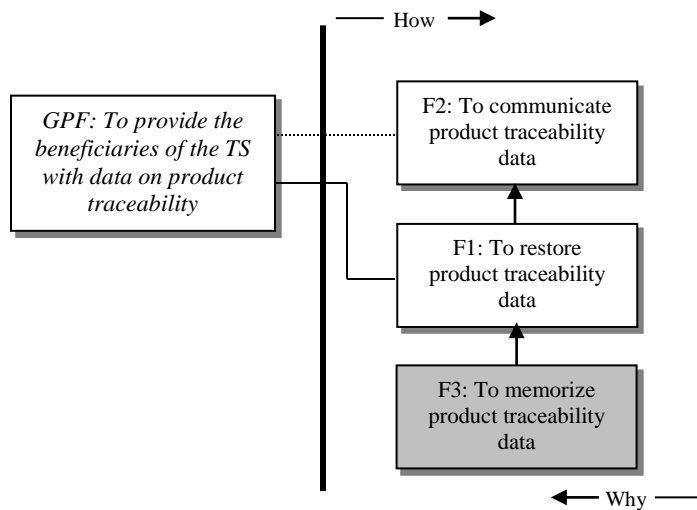 How
GPF: To provide the
beneficiaries of the TS
with data on product
traceability
F2: To communicate
product traceability
data
F1: To restore
product traceability
data
F3: To memorize
product traceability
data
Why